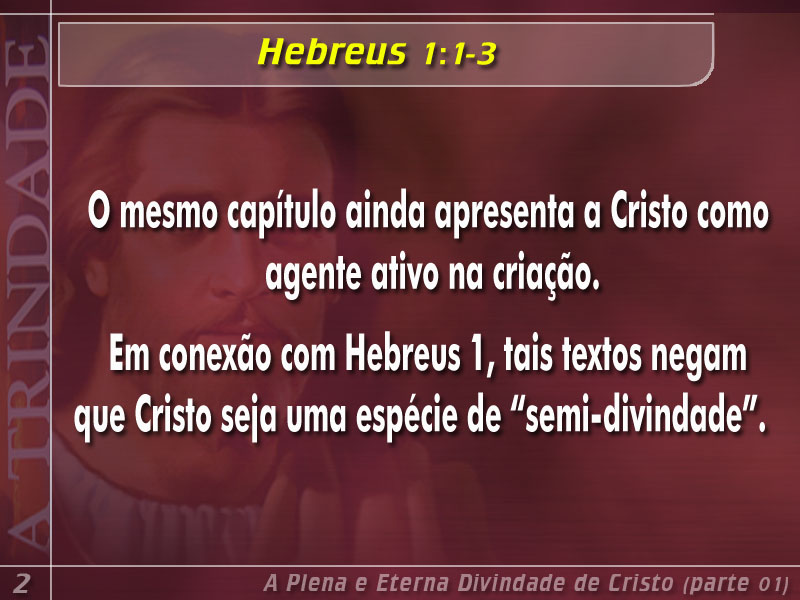 Hebreus 1:1-3
A TRINDADE
O mesmo capítulo ainda apresenta a Cristo como
agente ativo na criação.
Em conexão com Hebreus 1, tais textos negam
que Cristo seja uma espécie de “semi-divindade”.
2
A Plena e Eterna Divindade de Cristo (parte 01)